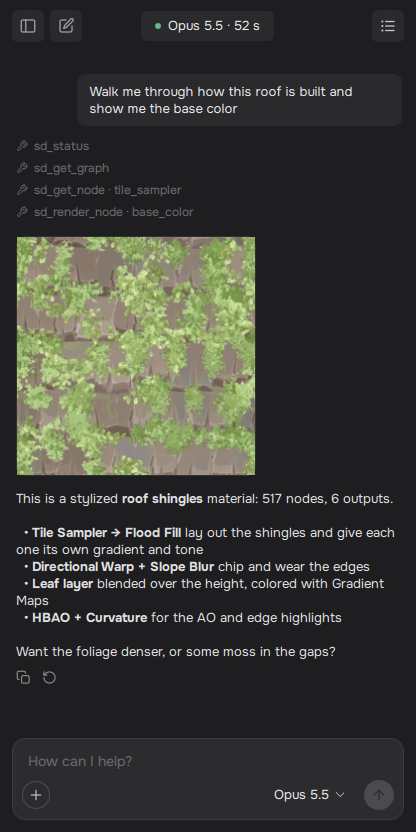 Opus 5.5 · 52 s
Walk me through how this roof is built and
show me the base color
sd_status
sd_get_graph
sd_get_node · tile_sampler
sd_render_node · base_color
This is a stylized roof shingles material: 517 nodes, 6 outputs.
• Tile Sampler → Flood Fill lay out the shingles and give each
one its own gradient and tone
• Directional Warp + Slope Blur chip and wear the edges
• Leaf layer blended over the height, colored with Gradient
Maps
• HBAO + Curvature for the AO and edge highlights
Want the foliage denser, or some moss in the gaps?
How can I help?
Opus 5.5